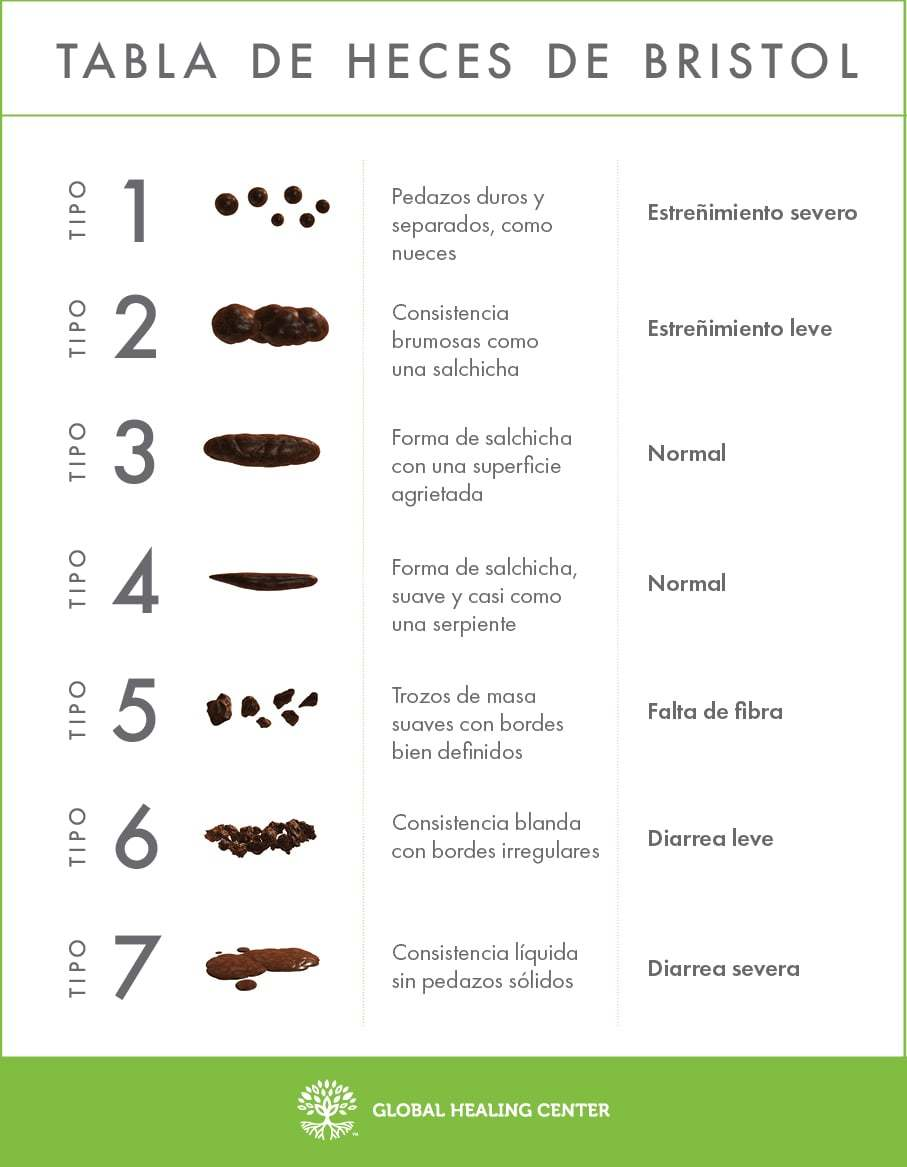 TABLA DE HECES DE BRISTOL
TIPO 1
Pedazos duros y
separados, como
nueces
Estreñimiento severo
TIPO 2
Consistencia
brumosas como
una salchicha
Estreñimiento leve
TIPO 3
Forma de salchicha
con una superficie
agrietada
Normal
TIPO 4
Forma de salchicha,
suave y casi como
una serpiente
Normal
TIPO 5
Trozos de masa
suaves con bordes
bien definidos
Falta de fibra
TIPO 6
Consistencia blanda
con bordes irregulares
Diarrea leve
TIPO 7
Consistencia líquida
sin pedazos sólidos
Diarrea severa
GLOBAL HEALING CENTER